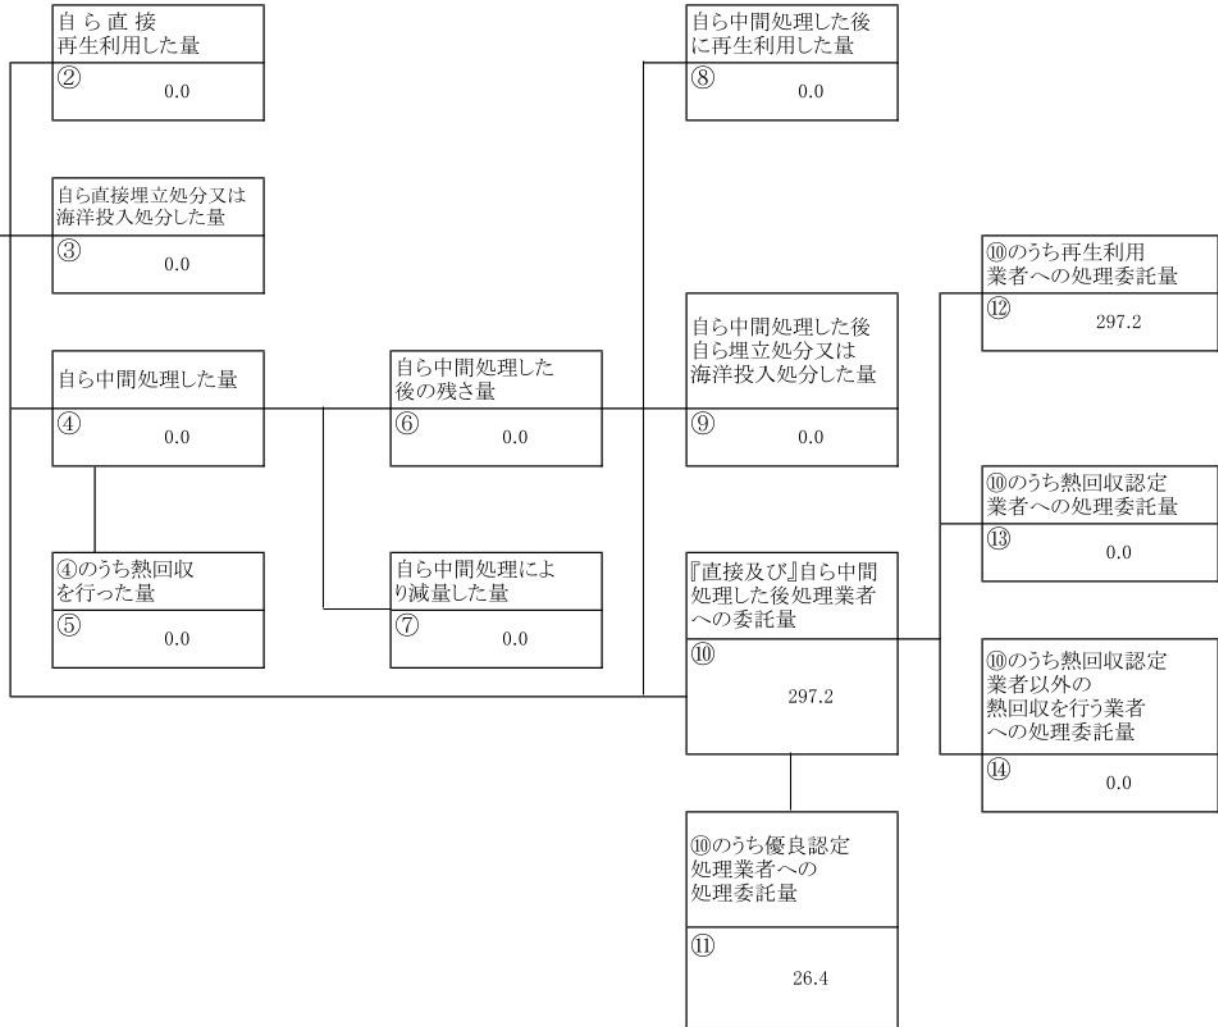 自 ら 直 接
再生利用した量
②
0.0
自ら直接埋立処分又は
海洋投入処分した量
③
0.0
自ら中間処理した量
④
0.0
④のうち熱回収
を行った量
⑤
0.0
自ら中間処理した
後の残さ量
⑥
0.0
自ら中間処理によ
り減量した量
⑦
0.0
自ら中間処理した後
に再生利用した量
⑧
0.0
自ら中間処理した後
自ら埋立処分又は
海洋投入処分した量
⑨
0.0
『直接及び』自ら中間
処理した後処理業者
への委託量
⑩
297.2
⑩のうち優良認定
処理業者への
処理委託量
⑪
26.4
⑩のうち再生利用
業者への処理委託量
⑫
297.2
⑩のうち熱回収認定
業者への処理委託量
⑬
0.0
⑩のうち熱回収認定
業者以外の
熱回収を行う業者
への処理委託量
⑭
0.0